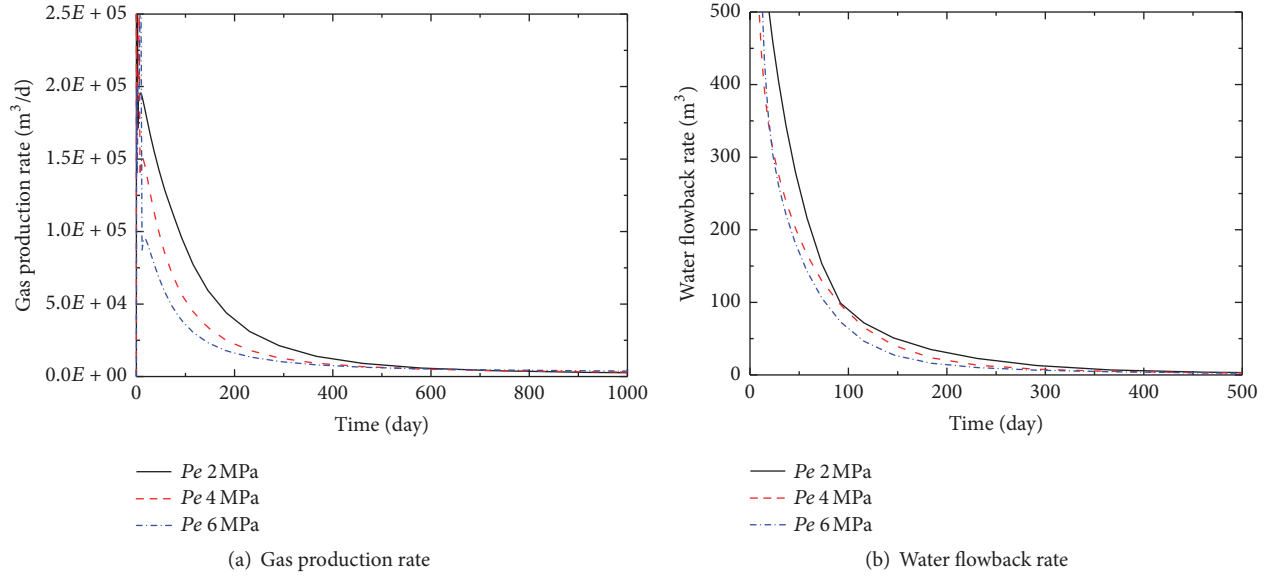 Gas production rate (m³/d)
2.5E + 05
2.0E + 05
1.5E + 05
1.0E + 05
5.0E + 04
0.0E + 00
0 200 400 600 800 1000
Time (day)
Pe 2 MPa
Pe 4 MPa
Pe 6 MPa
(a) Gas production rate
Water flowback rate (m³)
500
400
300
200
100
0
0 100 200 300 400 500
Time (day)
Pe 2 MPa
Pe 4 MPa
Pe 6 MPa
(b) Water flowback rate